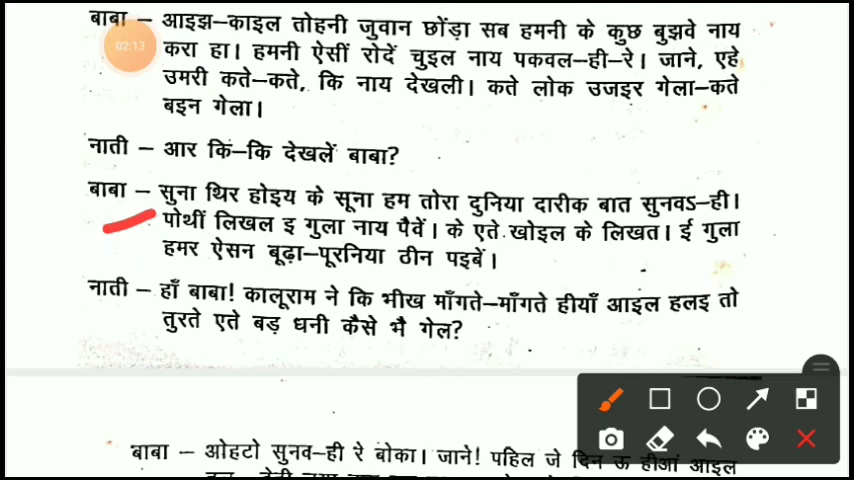 बाबा – आइझ–काइल तोहनी जुवान छोंड़ा सब हमनी के कुछ बुझवे नाय
02:13
करा हा। हमनी ऐसीं रोदें चुइल नाय पकवल–ही–रे। जाने, एहे
उमरी कते–कते, कि नाय देखली। कते लोक उजइर गेला–कते
बइन गेला।
नाती – आर कि–कि देखलें बाबा?
बाबा – सुना थिर होइय के सूना हम तोरा दुनिया दारीक बात सुनवऽ–ही।
पोथीं लिखल इ गुला नाय पैवें। के एते खोइल के लिखत। ई गुला
हमर ऐसन बूढ़ा–पूरनिया ठीन पइबें।
नाती – हाँ बाबा! कालूराम ने कि भीख माँगते–माँगते हीयाँ आइल हलइ तो
तुरते एते बड़ धनी कैसे भै गेल?
बाबा – ओहटो सुनव–ही रे बोका। जाने! पहिल जे दिन ऊ हीआं आइल